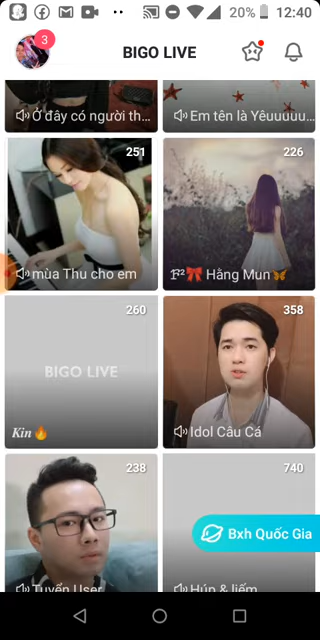 20% 12:40
3
BIGO LIVE
Ở đây có người th...
Em tên là Yêuuuuu...
251
mùa Thu cho em
226
Hằng Mun
260
BIGO LIVE
Kin
358
Idol Câu Cá
238
Tuyển User
740
Húp & liếm
Bxh Quốc Gia